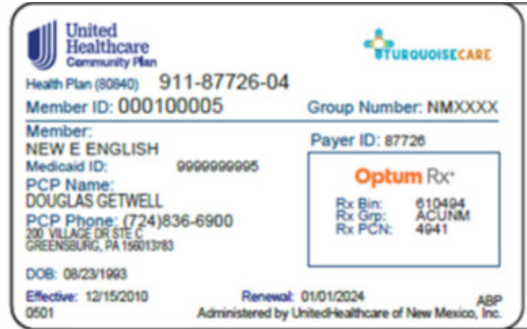 United
Healthcare
Community Plan
TURQUOISECARE
Health Plan (80840) 911-87726-04
Member ID: 000100005 Group Number: NMXXXX
Member:
NEW E ENGLISH
Payer ID: 87726
Medicaid ID: 9999999995
PCP Name:
DOUGLAS GETWELL
PCP Phone: (724)836-6900
200 VILLAGE DR STE C
GREENSBURG, PA 156013783
Optum Rx
Rx Bin: 610494
Rx Grp: ACUNM
Rx PCN: 4941
DOB: 08/23/1993
Effective: 12/15/2010 Renewal: 01/01/2024 ABP
0501 Administered by UnitedHealthcare of New Mexico, Inc.